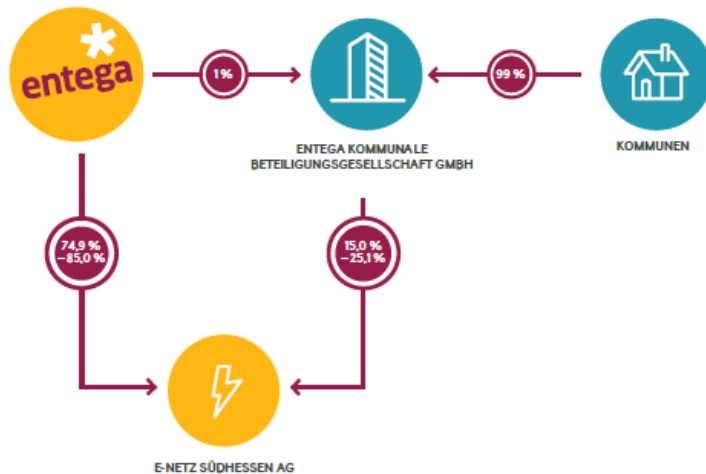 entega
1%
99 %
ENTEGA KOMMUNALE
BETEILIGUNGSGESELLSCHAFT GMBH
KOMMUNEN
74,9 %
–85,0 %
15,0 %
–25,1%
E-NETZ SÜDHESSEN AG